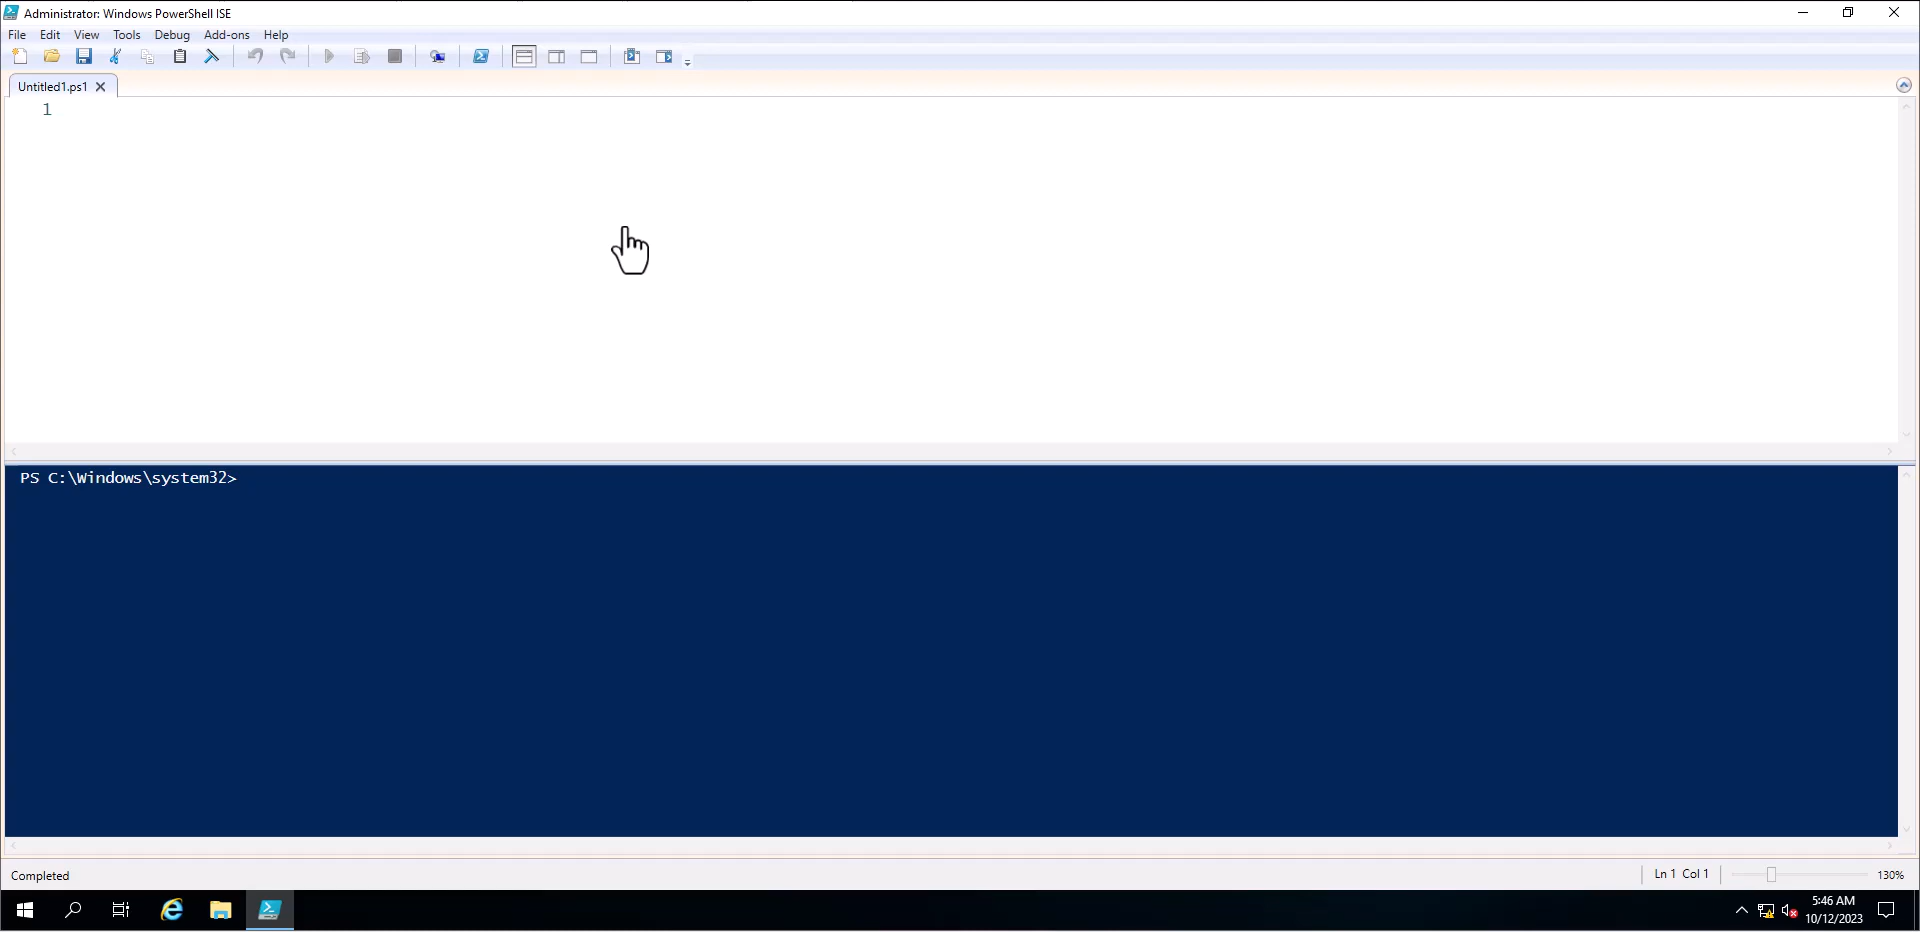 Administrator: Windows PowerShell ISE
File Edit View Tools Debug Add-ons Help
Untitled1.ps1
1
PS C:\Windows\system32>
Completed
Ln 1 Col 1
130%
5:46 AM
10/12/2023